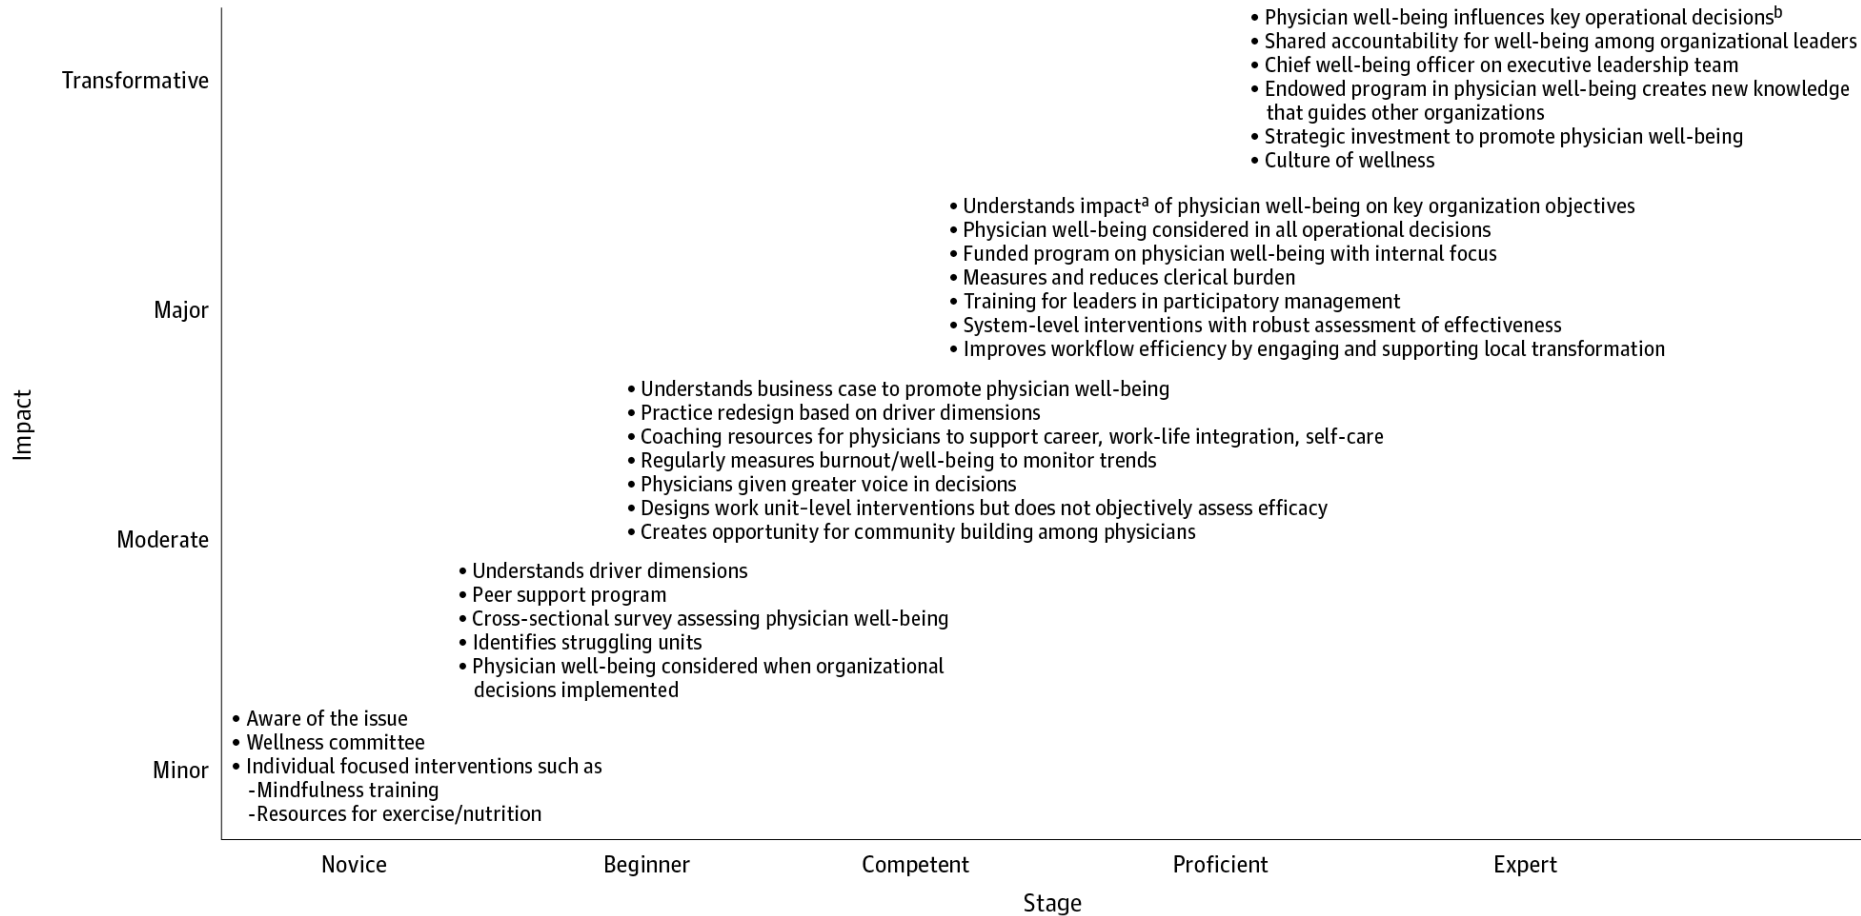 • Physician well-being influences key operational decisionsᵇ
• Shared accountability for well-being among organizational leaders
• Chief well-being officer on executive leadership team
• Endowed program in physician well-being creates new knowledge
that guides other organizations
• Strategic investment to promote physician well-being
• Culture of wellness
Transformative
• Understands impactᵃ of physician well-being on key organization objectives
• Physician well-being considered in all operational decisions
• Funded program on physician well-being with internal focus
• Measures and reduces clerical burden
• Training for leaders in participatory management
• System-level interventions with robust assessment of effectiveness
• Improves workflow efficiency by engaging and supporting local transformation
Major
Impact
• Understands business case to promote physician well-being
• Practice redesign based on driver dimensions
• Coaching resources for physicians to support career, work-life integration, self-care
• Regularly measures burnout/well-being to monitor trends
• Physicians given greater voice in decisions
• Designs work unit–level interventions but does not objectively assess efficacy
• Creates opportunity for community building among physicians
Moderate
• Understands driver dimensions
• Peer support program
• Cross-sectional survey assessing physician well-being
• Identifies struggling units
• Physician well-being considered when organizational
decisions implemented
• Aware of the issue
• Wellness committee
• Individual focused interventions such as
-Mindfulness training
-Resources for exercise/nutrition
Minor
Novice
Beginner
Competent
Proficient
Expert
Stage